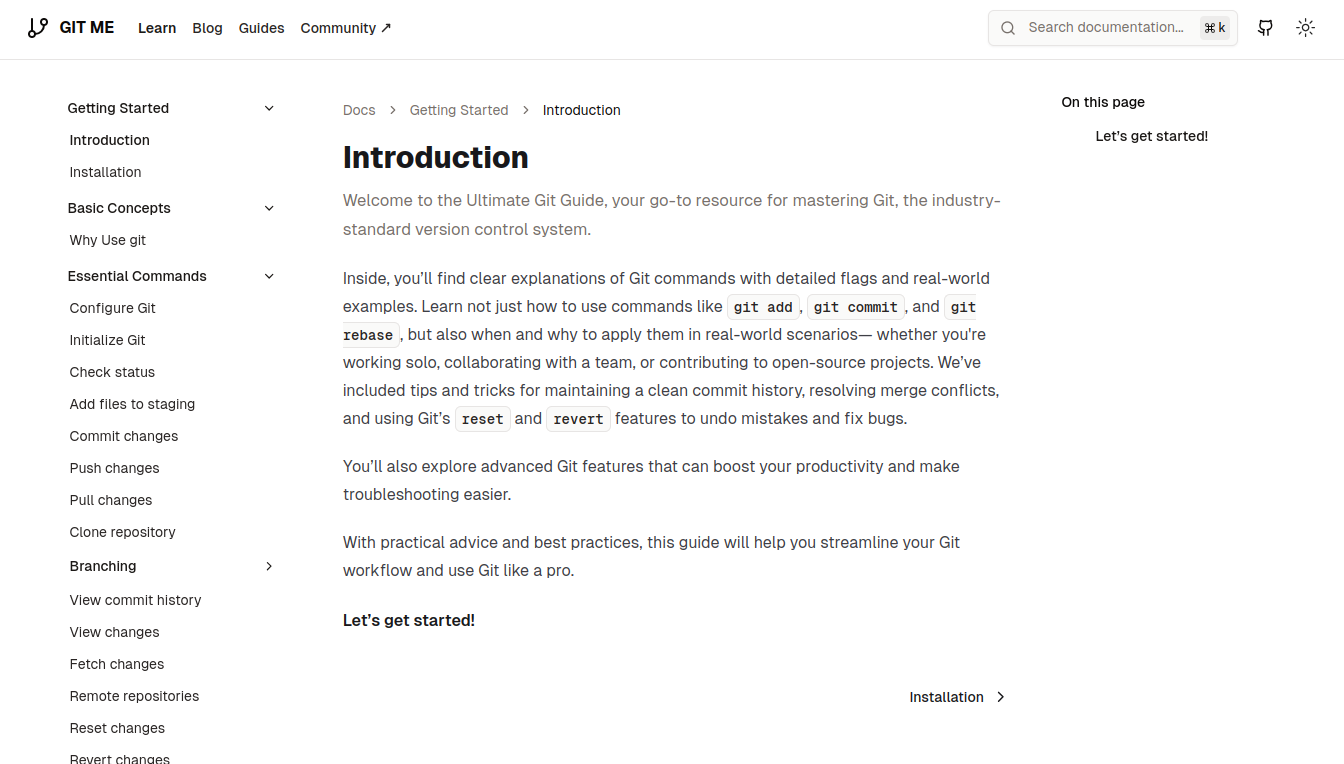 GIT ME
Learn
Blog
Guides
Community ↗
Search documentation...
⌘ k
Getting Started
Introduction
Installation
Basic Concepts
Why Use git
Essential Commands
Configure Git
Initialize Git
Check status
Add files to staging
Commit changes
Push changes
Pull changes
Clone repository
Branching
View commit history
View changes
Fetch changes
Remote repositories
Reset changes
Revert changes
Docs > Getting Started > Introduction
Introduction
Welcome to the Ultimate Git Guide, your go-to resource for mastering Git, the industry-
standard version control system.
Inside, you’ll find clear explanations of Git commands with detailed flags and real-world
examples. Learn not just how to use commands like git add, git commit, and git
rebase, but also when and why to apply them in real-world scenarios— whether you're
working solo, collaborating with a team, or contributing to open-source projects. We’ve
included tips and tricks for maintaining a clean commit history, resolving merge conflicts,
and using Git’s reset and revert features to undo mistakes and fix bugs.
You’ll also explore advanced Git features that can boost your productivity and make
troubleshooting easier.
With practical advice and best practices, this guide will help you streamline your Git
workflow and use Git like a pro.
Let’s get started!
Installation
On this page
Let’s get started!